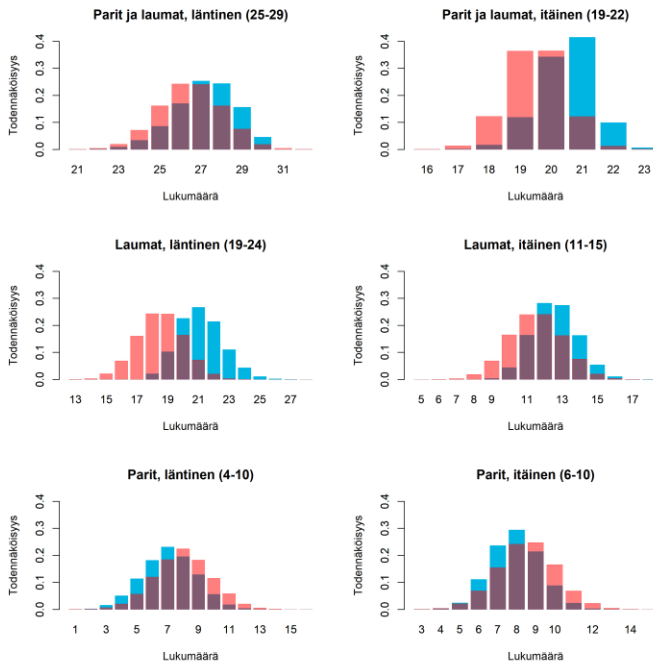 Parit ja laumat, läntinen (25-29)
Todennäköisyys
0.0 0.1 0.2 0.3 0.4
21 23 25 27 29 31
Lukumäärä
Parit ja laumat, itäinen (19-22)
Todennäköisyys
0.0 0.1 0.2 0.3 0.4
16 17 18 19 20 21 22 23
Lukumäärä
Laumat, läntinen (19-24)
Todennäköisyys
0.0 0.1 0.2 0.3 0.4
13 15 17 19 21 23 25 27
Lukumäärä
Laumat, itäinen (11-15)
Todennäköisyys
0.0 0.1 0.2 0.3 0.4
5 6 7 8 9 11 13 15 17
Lukumäärä
Parit, läntinen (4-10)
Todennäköisyys
0.0 0.1 0.2 0.3 0.4
1 3 5 7 9 11 13 15
Lukumäärä
Parit, itäinen (6-10)
Todennäköisyys
0.0 0.1 0.2 0.3 0.4
3 4 5 6 7 8 9 10 12 14
Lukumäärä